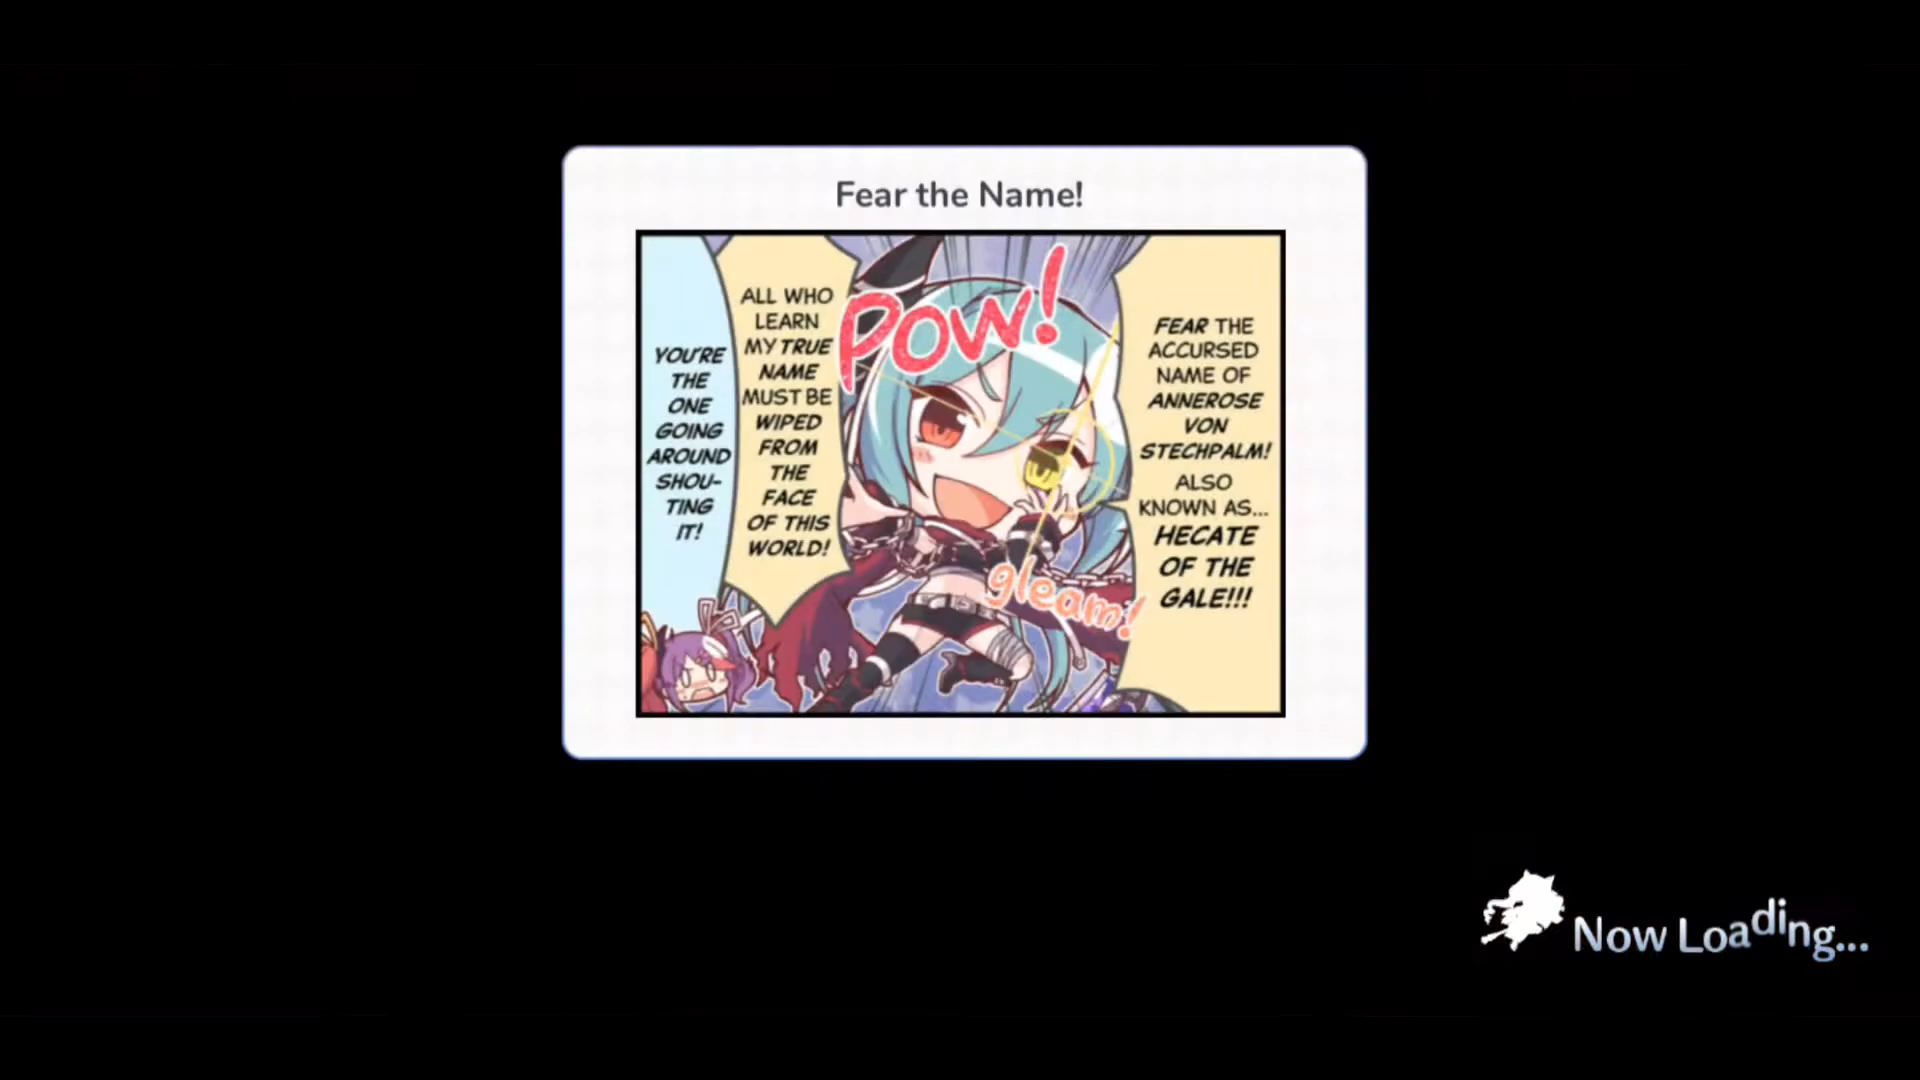 Fear the Name!
FEAR THE
ACCURSED
NAME OF
ANNEROSE
VON
STECHPALM!
ALSO
KNOWN AS...
HECATE
OF THE
GALE!!!
POW!
gleam!
ALL WHO
LEARN
MY TRUE
NAME
MUST BE
WIPED
FROM
THE
FACE
OF THIS
WORLD!
YOU'RE
THE
ONE
GOING
AROUND
SHOU-
TING
IT!
Now Loading...